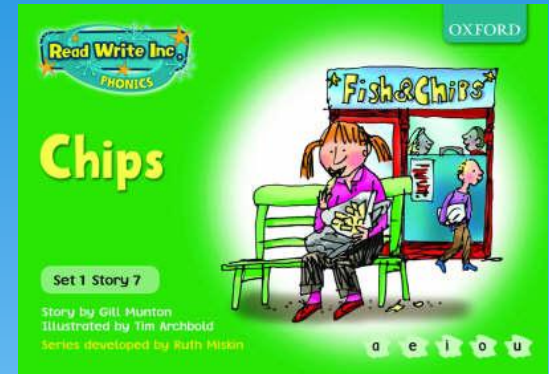 OXFORD
Read Write Inc.
PHONICS
Fish&Chips
Chips
Set 1 Story 7
Story by Gill Munton
Illustrated by Tim Archbold
Series developed by Ruth Miskin
a e i o u